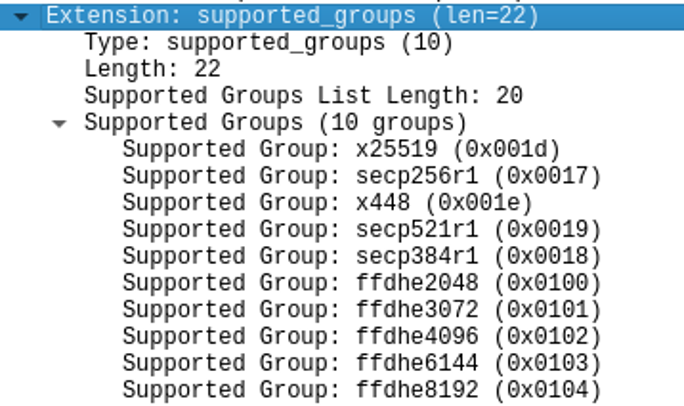 Extension: supported_groups (len=22)
Type: supported_groups (10)
Length: 22
Supported Groups List Length: 20
Supported Groups (10 groups)
Supported Group: x25519 (0x001d)
Supported Group: secp256r1 (0x0017)
Supported Group: x448 (0x001e)
Supported Group: secp521r1 (0x0019)
Supported Group: secp384r1 (0x0018)
Supported Group: ffdhe2048 (0x0100)
Supported Group: ffdhe3072 (0x0101)
Supported Group: ffdhe4096 (0x0102)
Supported Group: ffdhe6144 (0x0103)
Supported Group: ffdhe8192 (0x0104)